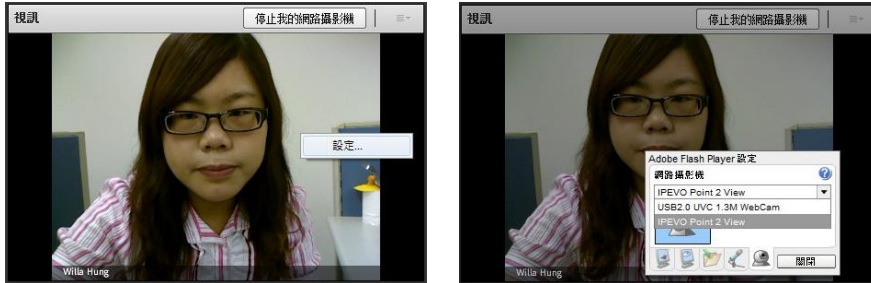 視訊
停止我的網路攝影機
設定...
Willa Hung
視訊
停止我的網路攝影機
Adobe Flash Player 設定
網路攝影機
IPEVO Point 2 View
USB2.0 UVC 1.3M WebCam
IPEVO Point 2 View
關閉
Willa Hung